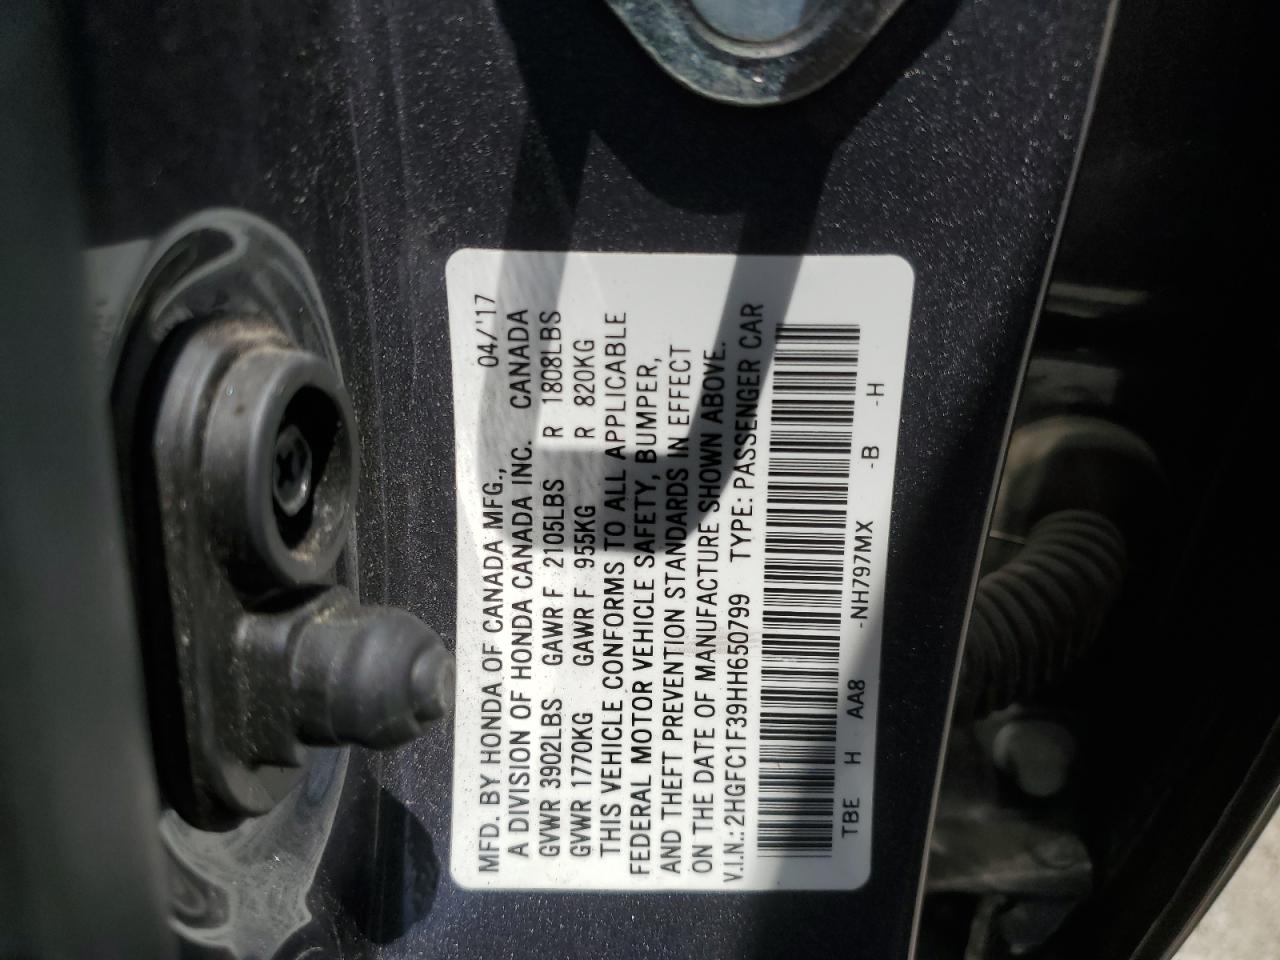 MFD. BY HONDA OF CANADA MFG., 04/'17
A DIVISION OF HONDA CANADA INC. CANADA
GVWR 3902LBS GAWR F 2105LBS R 1808LBS
GVWR 1770KG GAWR F 955KG R 820KG
THIS VEHICLE CONFORMS TO ALL APPLICABLE
FEDERAL MOTOR VEHICLE SAFETY, BUMPER,
AND THEFT PREVENTION STANDARDS IN EFFECT
ON THE DATE OF MANUFACTURE SHOWN ABOVE.
V.I.N.:2HGFC1F39HH650799 TYPE:PASSENGER CAR
TBE H AA8 -NH797MX -B -H